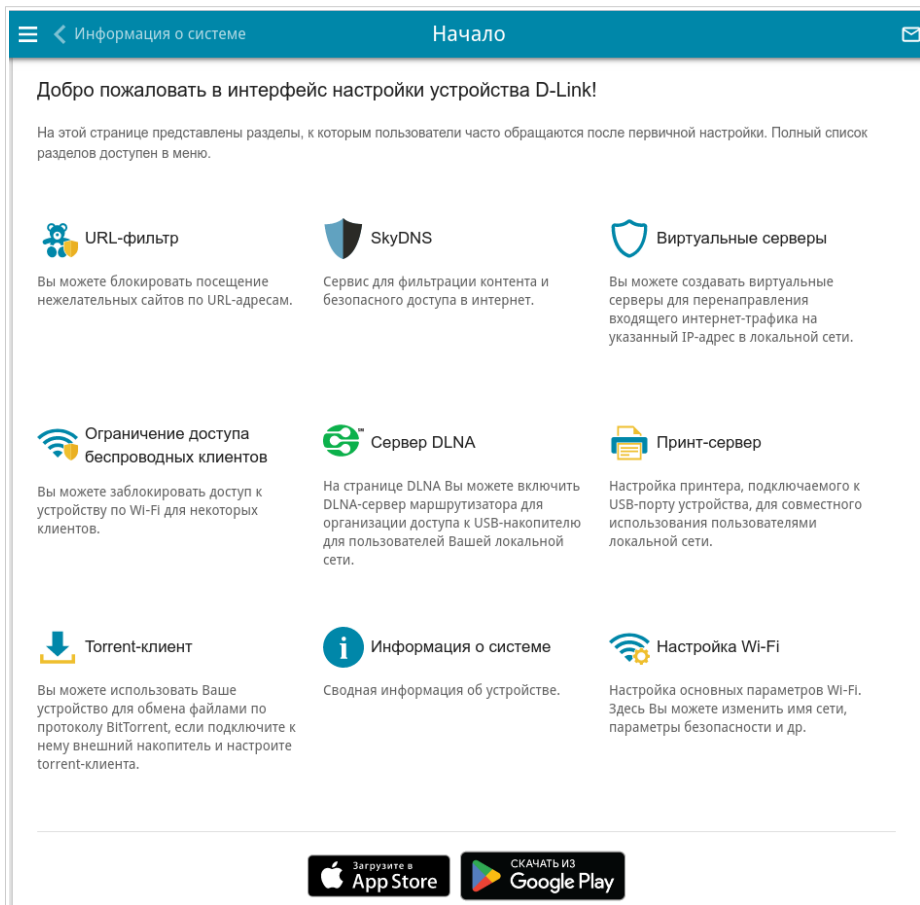 Информация о системе
Начало
Добро пожаловать в интерфейс настройки устройства D-Link!
На этой странице представлены разделы, к которым пользователи часто обращаются после первичной настройки. Полный список
разделов доступен в меню.
URL-фильтр
Вы можете блокировать посещение
нежелательных сайтов по URL-адресам.
SkyDNS
Сервис для фильтрации контента и
безопасного доступа в интернет.
Виртуальные серверы
Вы можете создавать виртуальные
серверы для перенаправления
входящего интернет-трафика на
указанный IP-адрес в локальной сети.
Ограничение доступа
беспроводных клиентов
Вы можете заблокировать доступ к
устройству по Wi-Fi для некоторых
клиентов.
Сервер DLNA
На странице DLNA Вы можете включить
DLNA-сервер маршрутизатора для
организации доступа к USB-накопителю
для пользователей Вашей локальной
сети.
Принт-сервер
Настройка принтера, подключаемого к
USB-порту устройства, для совместного
использования пользователями
локальной сети.
Torrent-клиент
Вы можете использовать Ваше
устройство для обмена файлами по
протоколу BitTorrent, если подключите к
нему внешний накопитель и настроите
torrent-клиента.
Информация о системе
Сводная информация об устройстве.
Настройка Wi-Fi
Настройка основных параметров Wi-Fi.
Здесь Вы можете изменить имя сети,
параметры безопасности и др.
Загрузите в
App Store
СКАЧАТЬ ИЗ
Google Play